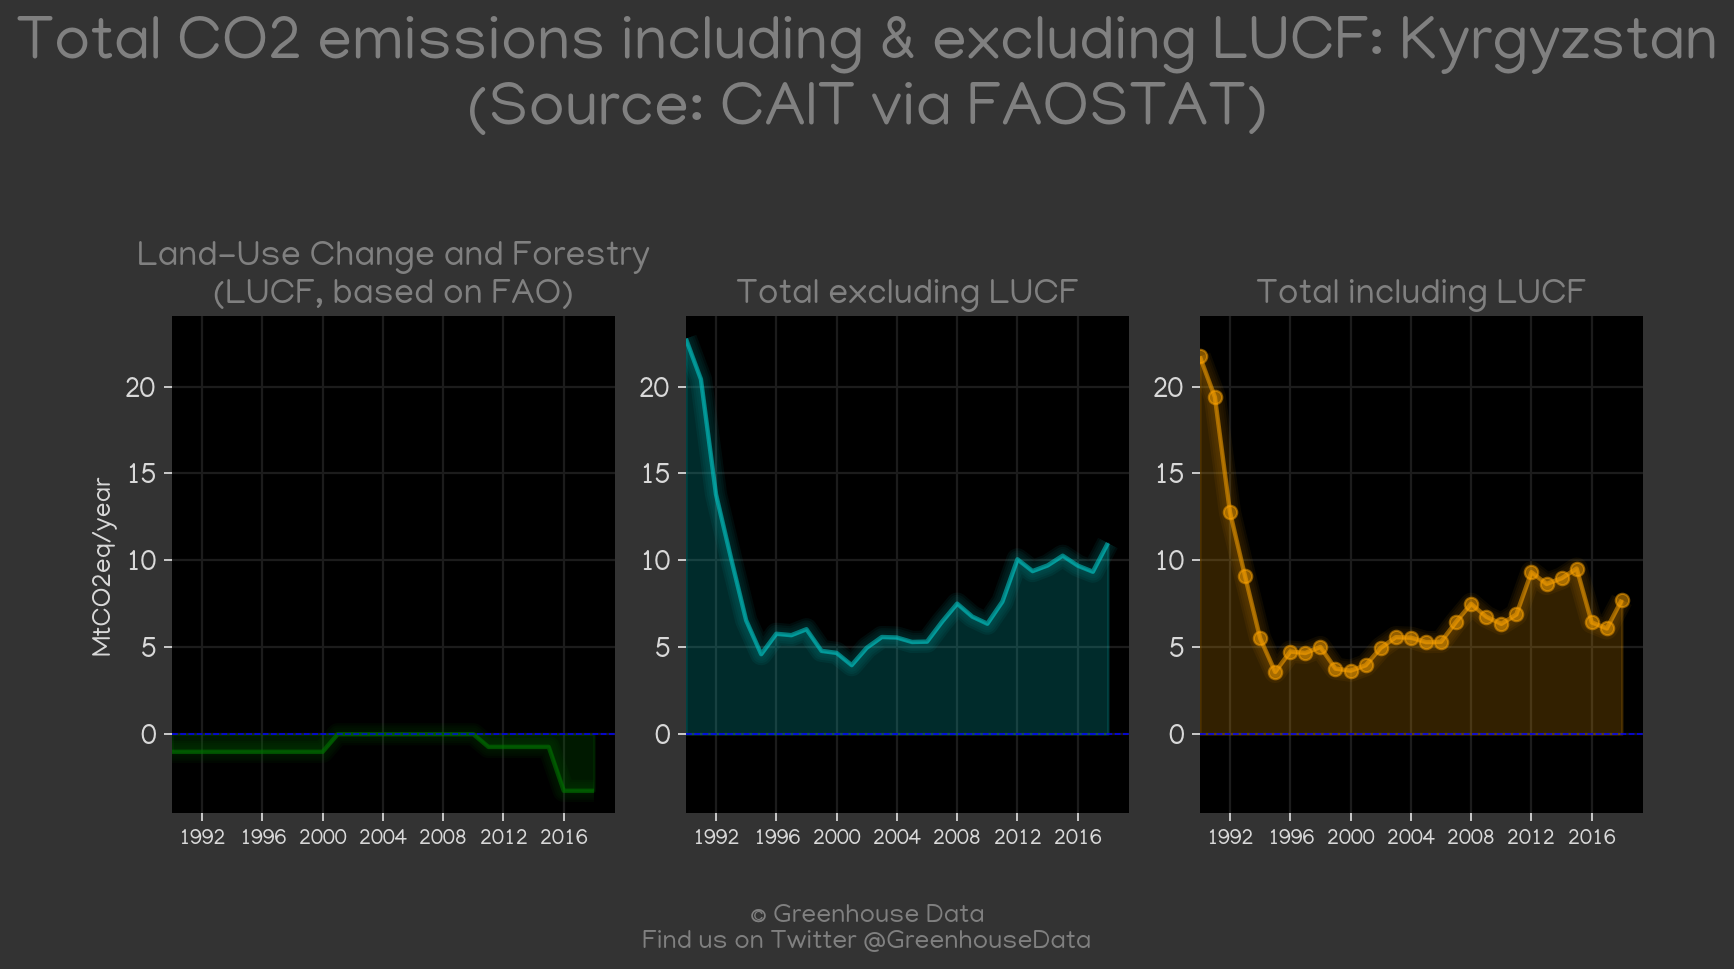 Total CO2 emissions including & excluding LUCF: Kyrgyzstan
(Source: CAIT via FAOSTAT)
Land-Use Change and Forestry
(LUCF, based on FAO)
Total excluding LUCF
Total including LUCF
MtCO2eq/year
20
15
10
5
0
1992 1996 2000 2004 2008 2012 2016
20
15
10
5
0
1992 1996 2000 2004 2008 2012 2016
20
15
10
5
0
1992 1996 2000 2004 2008 2012 2016
© Greenhouse Data
Find us on Twitter @GreenhouseData